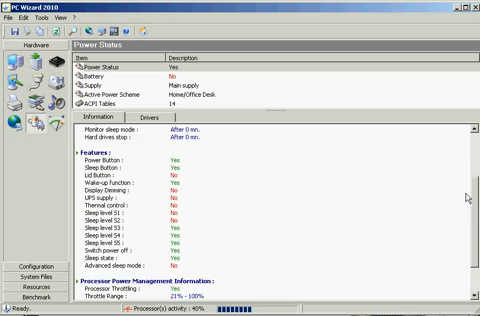 PC Wizard 2010
File Edit Tools View ?
Hardware
Power Status
Item Description
Power Status Yes
Battery No
Supply Main supply
Active Power Scheme Home/Office Desk
ACPI Tables 14
Information Drivers
Monitor sleep mode : After 0 mn.
Hard drives stop : After 0 mn.
Features :
Power Button : Yes
Sleep Button : Yes
Lid Button : No
Wake-up function : Yes
Display Dimming : No
UPS supply : No
Thermal control : No
Sleep level S1 : No
Sleep level S2 : No
Sleep level S3 : Yes
Sleep level S4 : Yes
Sleep level S5 : Yes
Switch power off : Yes
Sleep state : Yes
Advanced sleep mode : No
Processor Power Management Information :
Processor Throttling : Yes
Throttle Range : 21% - 100%
Configuration
System Files
Resources
Benchmark
Ready. Processor(s) activity : 40%